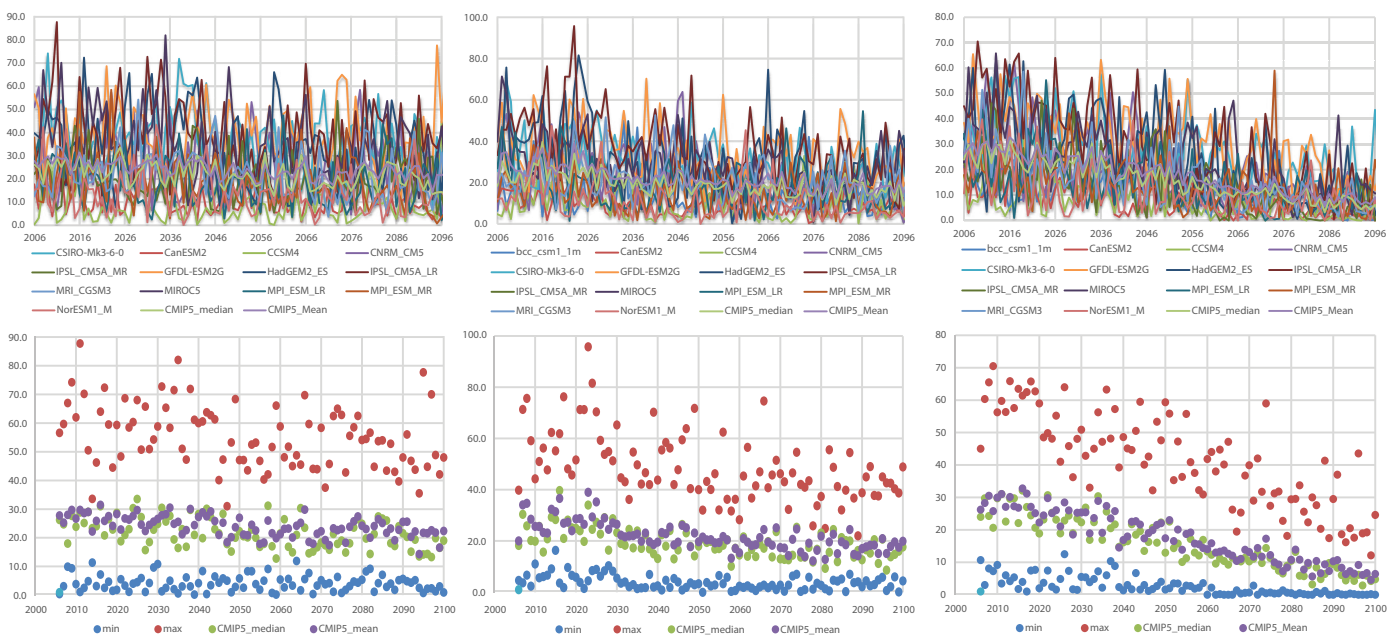 90.0
80.0
70.0
60.0
50.0
40.0
30.0
20.0
10.0
0.0
2006 2016 2026 2036 2046 2056 2066 2076 2086 2096
CSIRO-Mk3-6-0 CanESM2 CCSM4 CNRM_CM5
IPSL_CM5A_MR GFDL-ESM2G HadGEM2_ES IPSL_CM5A_LR
MRI_CGSM3 MIROC5 MPI_ESM_LR MPI_ESM_MR
NorESM1_M CMIP5_median CMIP5_Mean
100.0
80.0
60.0
40.0
20.0
0.0
2006 2016 2026 2036 2046 2056 2066 2076 2086 2096
bcc_csm1_1m CanESM2 CCSM4 CNRM_CM5
CSIRO-Mk3-6-0 GFDL-ESM2G HadGEM2_ES IPSL_CM5A_LR
IPSL_CM5A_MR MIROC5 MPI_ESM_LR MPI_ESM_MR
MRI_CGSM3 NorESM1_M CMIP5_median CMIP5_Mean
80.0
70.0
60.0
50.0
40.0
30.0
20.0
10.0
0.0
2006 2016 2026 2036 2046 2056 2066 2076 2086 2096
bcc_csm1_1m CanESM2 CCSM4 CNRM_CM5
CSIRO-Mk3-6-0 GFDL-ESM2G HadGEM2_ES IPSL_CM5A_LR
IPSL_CM5A_MR MIROC5 MPI_ESM_LR MPI_ESM_MR
MRI_CGSM3 NorESM1_M CMIP5_median CMIP5_Mean
90.0
80.0
70.0
60.0
50.0
40.0
30.0
20.0
10.0
0.0
2000 2010 2020 2030 2040 2050 2060 2070 2080 2090 2100
min max CMIP5_median CMIP5_mean
100.0
80.0
60.0
40.0
20.0
0.0
2000 2010 2020 2030 2040 2050 2060 2070 2080 2090 2100
min max CMIP5_median CMIP5_mean
80
70
60
50
40
30
20
10
0
2000 2010 2020 2030 2040 2050 2060 2070 2080 2090 2100
min max CMIP5_median CMIP5_Mean